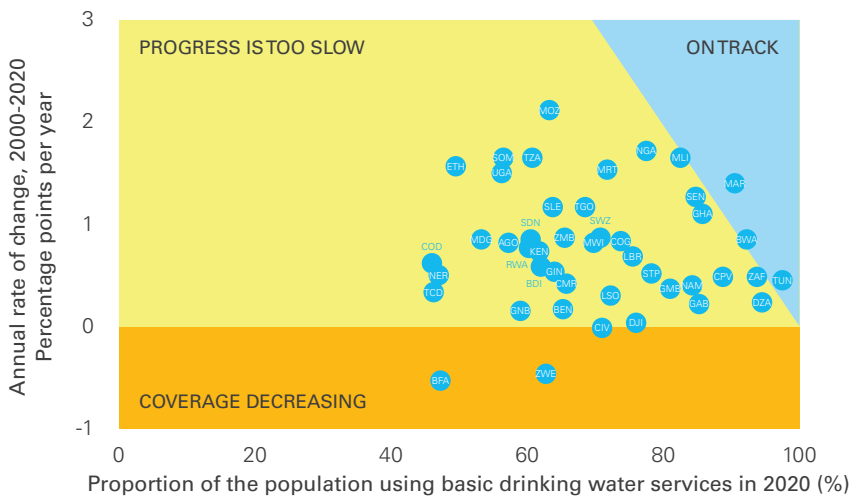 Annual rate of change, 2000-2020
Percentage points per year
3
2
1
0
-1
PROGRESS IS TOO SLOW
ON TRACK
MOZ
NGA
SOM
TZA
MLI
ETH
UGA
MRT
MAR
SEN
SLE
TGO
GHA
SWZ
SDN
MDG
AGO
ZMB
MWI
COG
BWA
COD
KEN
LBR
RWA
NER
GIN
STP
CPV
ZAF
TUN
BDI
CMR
TCD
GMB
NAM
LSO
GAB
DZA
GNB
BEN
CIV
DJI
BFA
ZWE
COVERAGE DECREASING
0
20
40
60
80
100
Proportion of the population using basic drinking water services in 2020 (%)